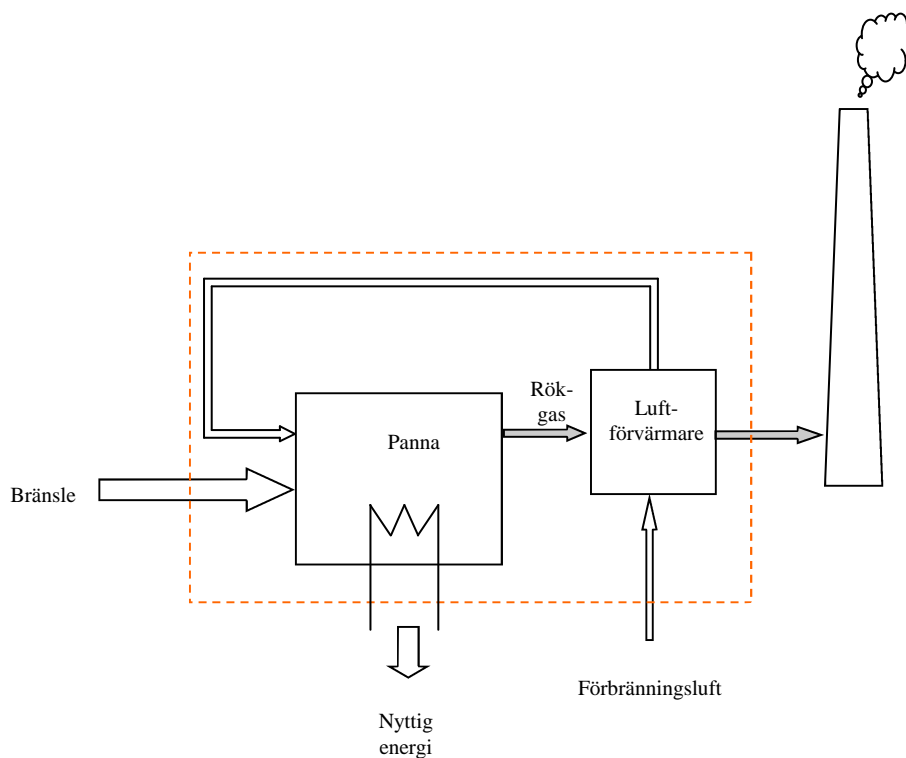 Rök-
gas
Luft-
förvärmare
Panna
Bränsle
Förbränningsluft
Nyttig
energi